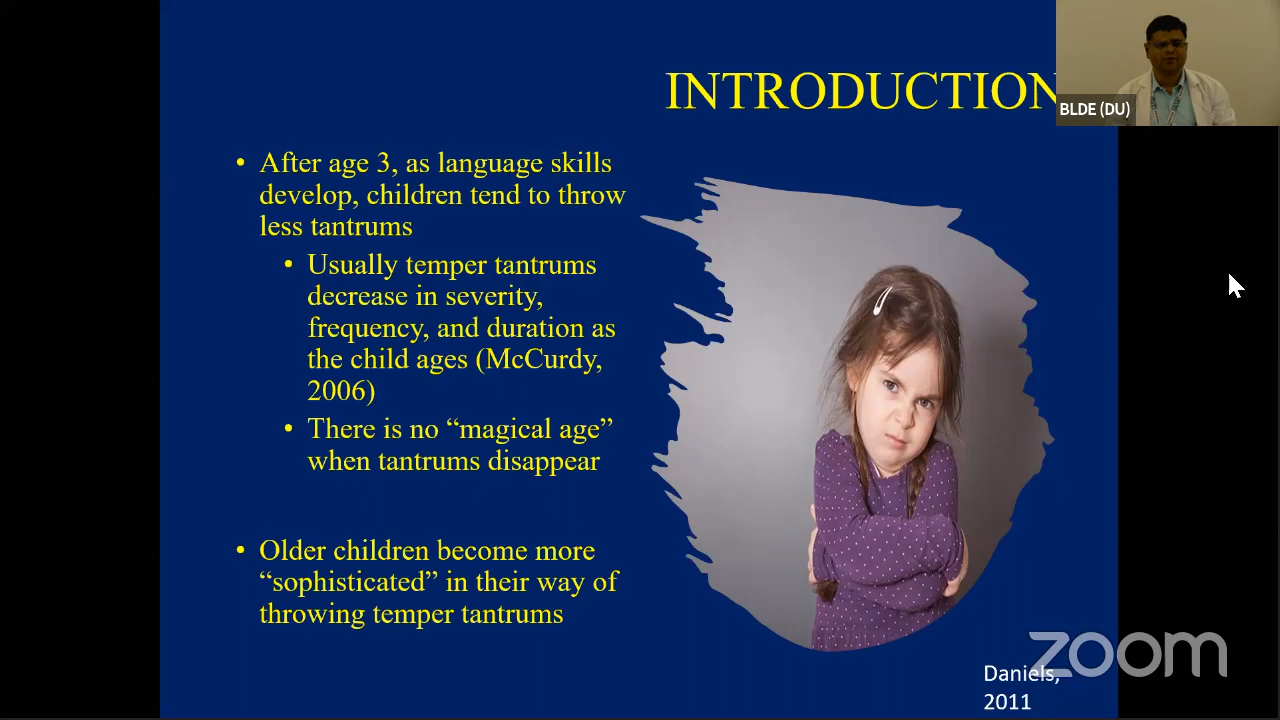 INTRODUCTION
BLDE (DU)
• After age 3, as language skills
develop, children tend to throw
less tantrums
• Usually temper tantrums
decrease in severity,
frequency, and duration as
the child ages (McCurdy,
2006)
• There is no “magical age”
when tantrums disappear
• Older children become more
“sophisticated” in their way of
throwing temper tantrums
zoom
Daniels,
2011